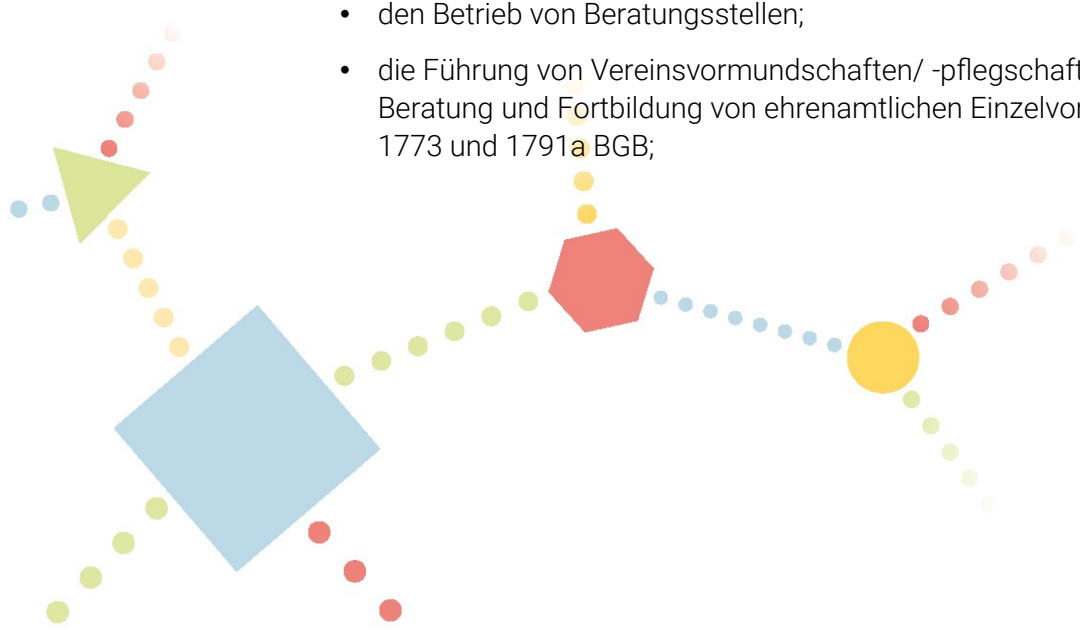 • den Betrieb von Beratungsstellen;
• die Führung von Vereinsvormundschaften/ -pflegschaft
Beratung und Fortbildung von ehrenamtlichen Einzelvor
1773 und 1791a BGB;